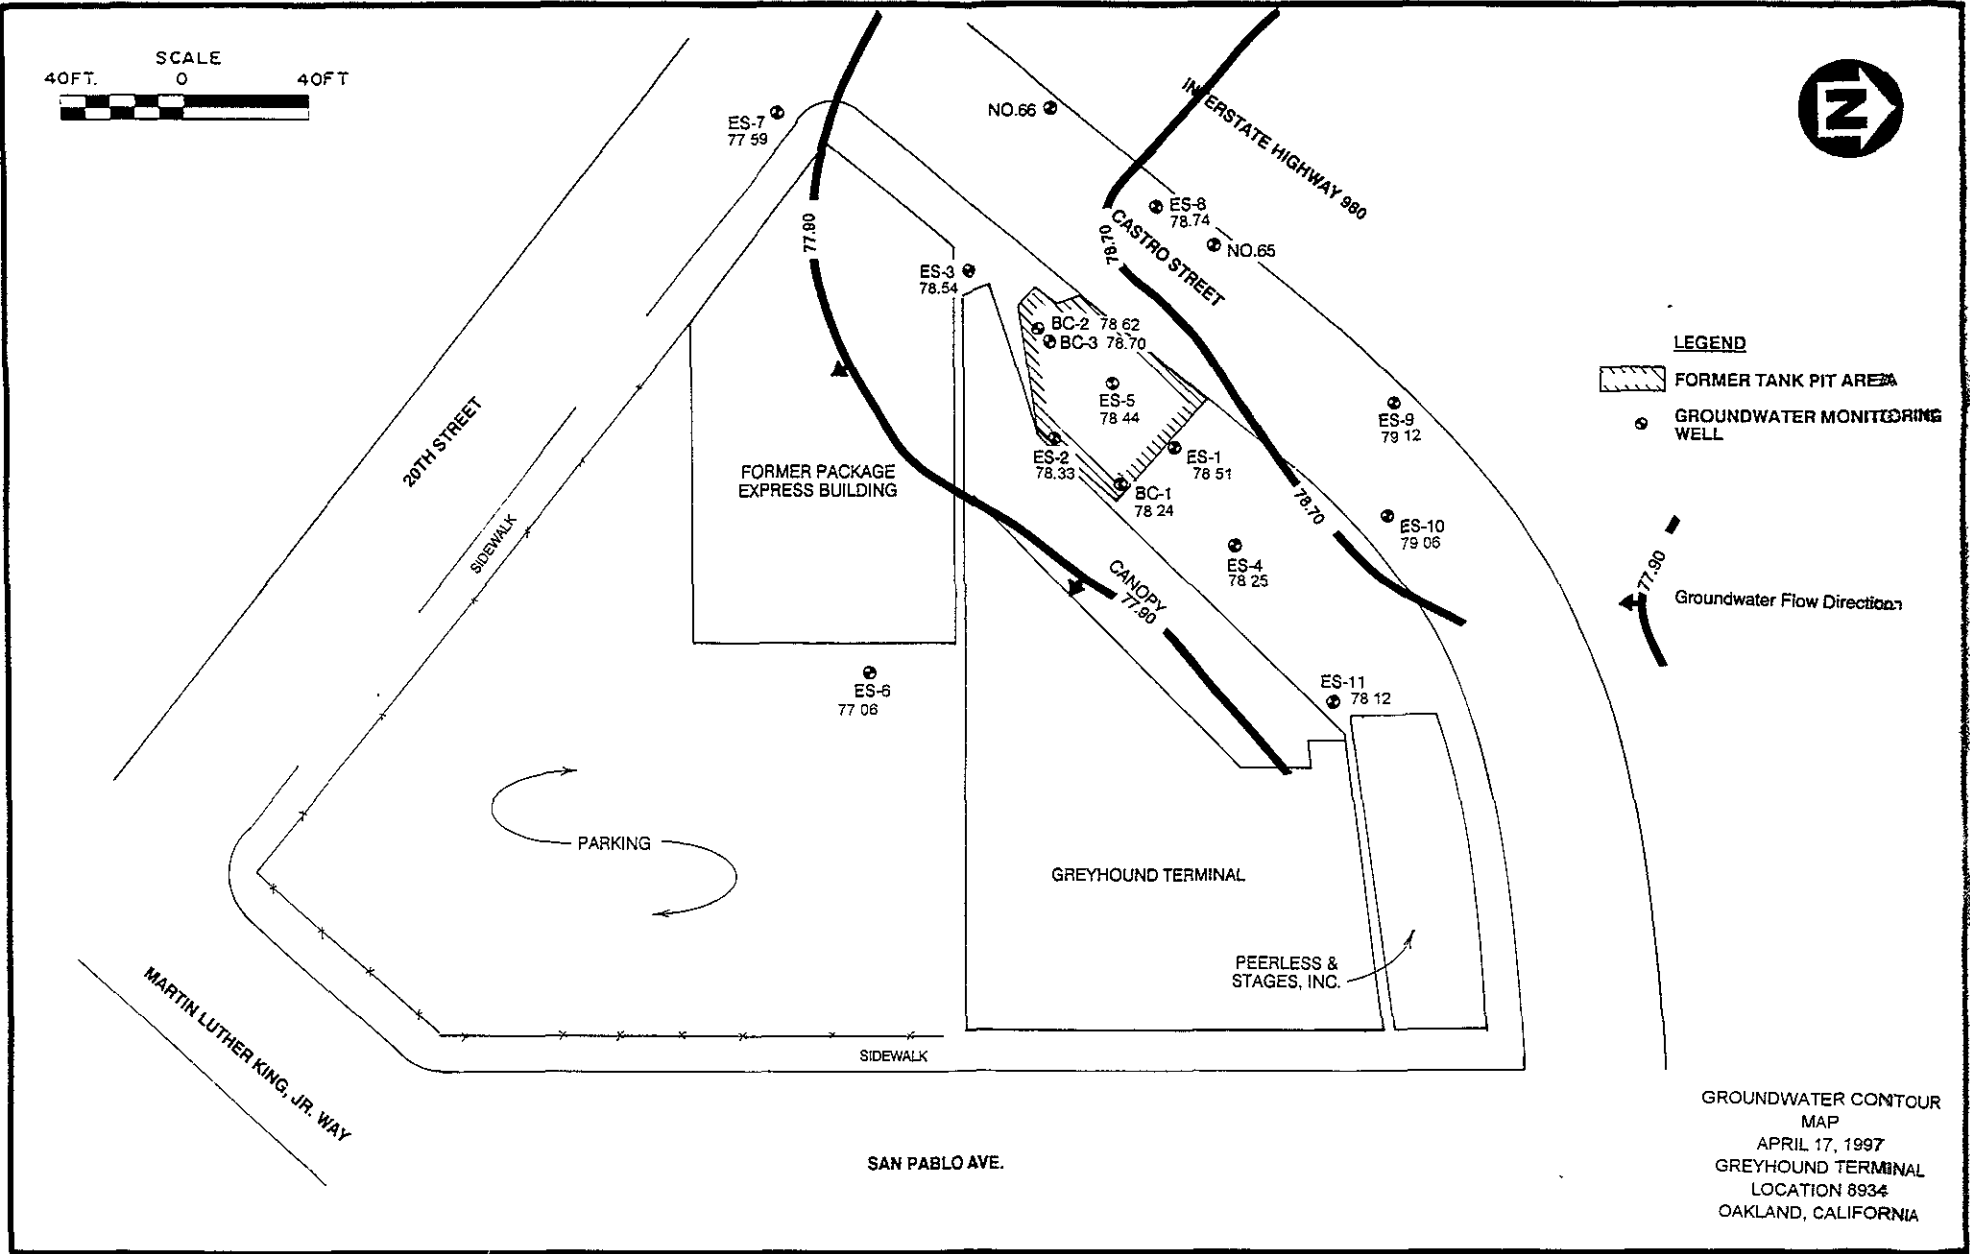 SCALE
40FT. 0 40FT
N
ES-7
77 59
NO.66
INTERSTATE HIGHWAY 980
ES-8
78.74
NO.65
CASTRO STREET
78.70
77.90
ES-3
78.54
BC-2 78 62
BC-3 78.70
ES-5
78 44
ES-2
78.33
ES-1
78 51
BC-1
78 24
ES-9
79 12
ES-10
79 06
78.70
ES-4
78 25
CANOPY
77.90
ES-11
78 12
20TH STREET
SIDEWALK
FORMER PACKAGE
EXPRESS BUILDING
ES-6
77 06
PARKING
GREYHOUND TERMINAL
PEERLESS &
STAGES, INC.
SIDEWALK
MARTIN LUTHER KING, JR. WAY
SAN PABLO AVE.
LEGEND
FORMER TANK PIT AREA
GROUNDWATER MONITORING
WELL
77.90
Groundwater Flow Direction
GROUNDWATER CONTOUR
MAP
APRIL 17, 1997
GREYHOUND TERMINAL
LOCATION 8934
OAKLAND, CALIFORNIA